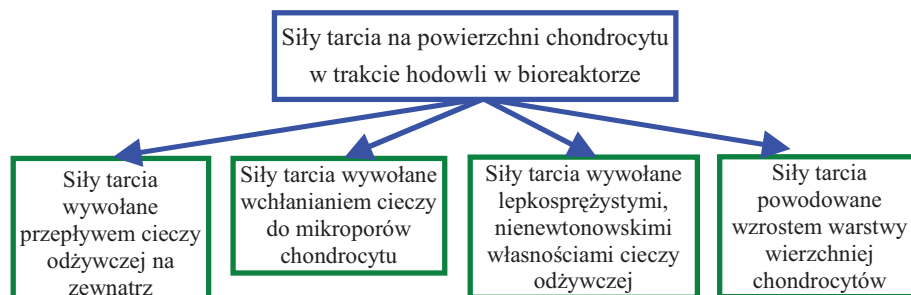 Siły tarcia na powierzchni chondrocytu
w trakcie hodowli w bioreaktorze
Siły tarcia
wywołane
przepływem cieczy
odżywczej na
zewnatrz
Siły tarcia wywołane
wchłanianiem cieczy
do mikroporów
chondrocytu
Siły tarcia wywołane
lepkosprężystymi,
nienewtonowskimi
własnościami cieczy
odżywczej
Siły tarcia
powodowane
wzrostem warstwy
wierzchniej
chondrocytów